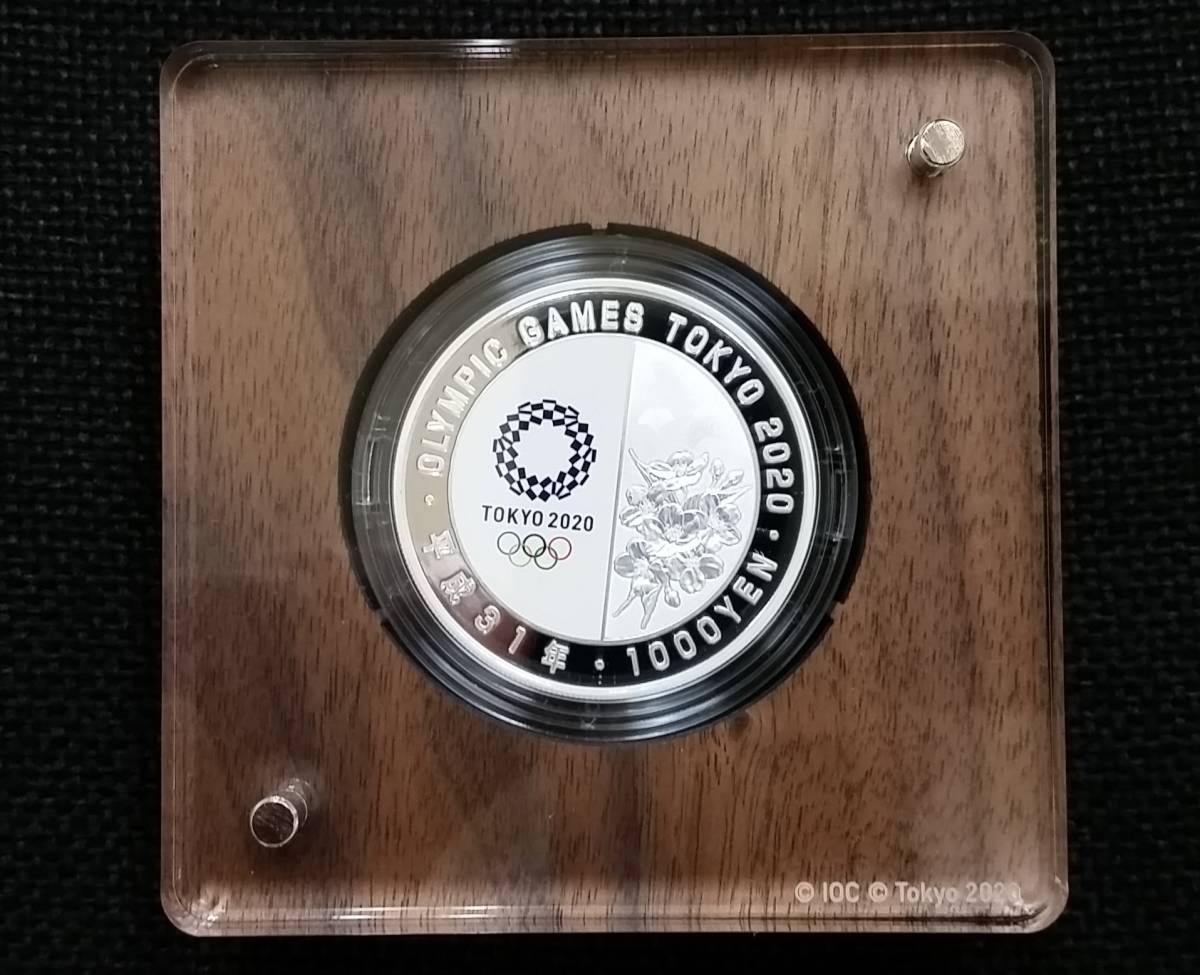 OLYMPIC GAMES TOKYO 2020 · 1000YEN · 平成31年 ·
TOKYO 2020
© IOC © Tokyo 2020